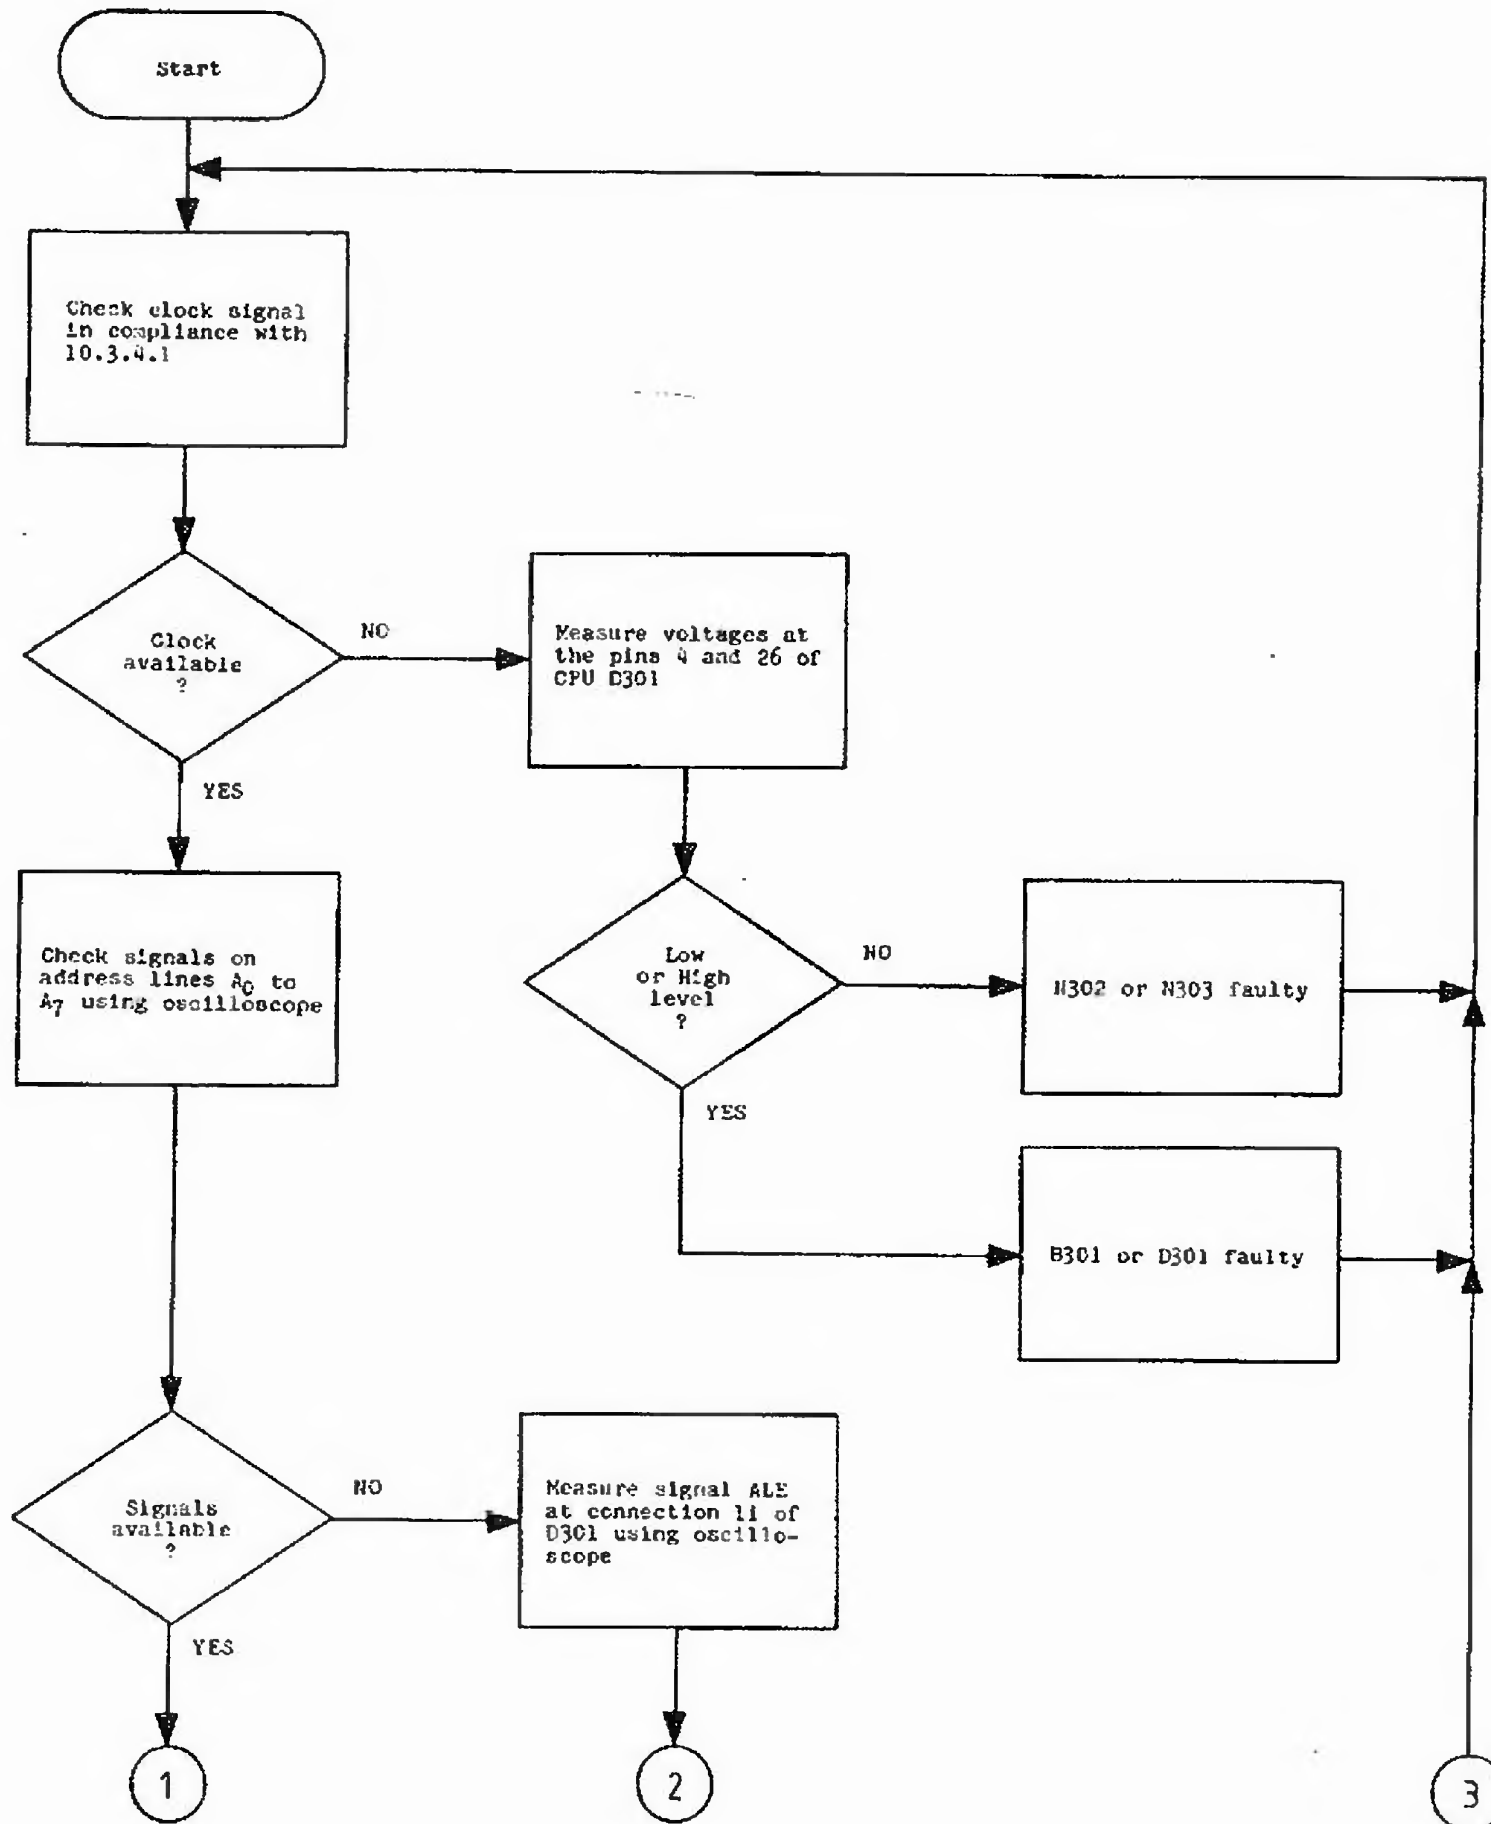 Start
Check clock signal
in compliance with
10.3.4.1
Clock
available
?
NO
YES
Measure voltages at
the pins 4 and 26 of
CPU D301
Check signals on
address lines A0 to
A7 using oscilloscope
Low
or High
level
?
NO
YES
N302 or N303 faulty
B301 or D301 faulty
Signals
available
?
NO
YES
Measure signal ALE
at connection 11 of
D301 using oscillo-
scope
1
2
3